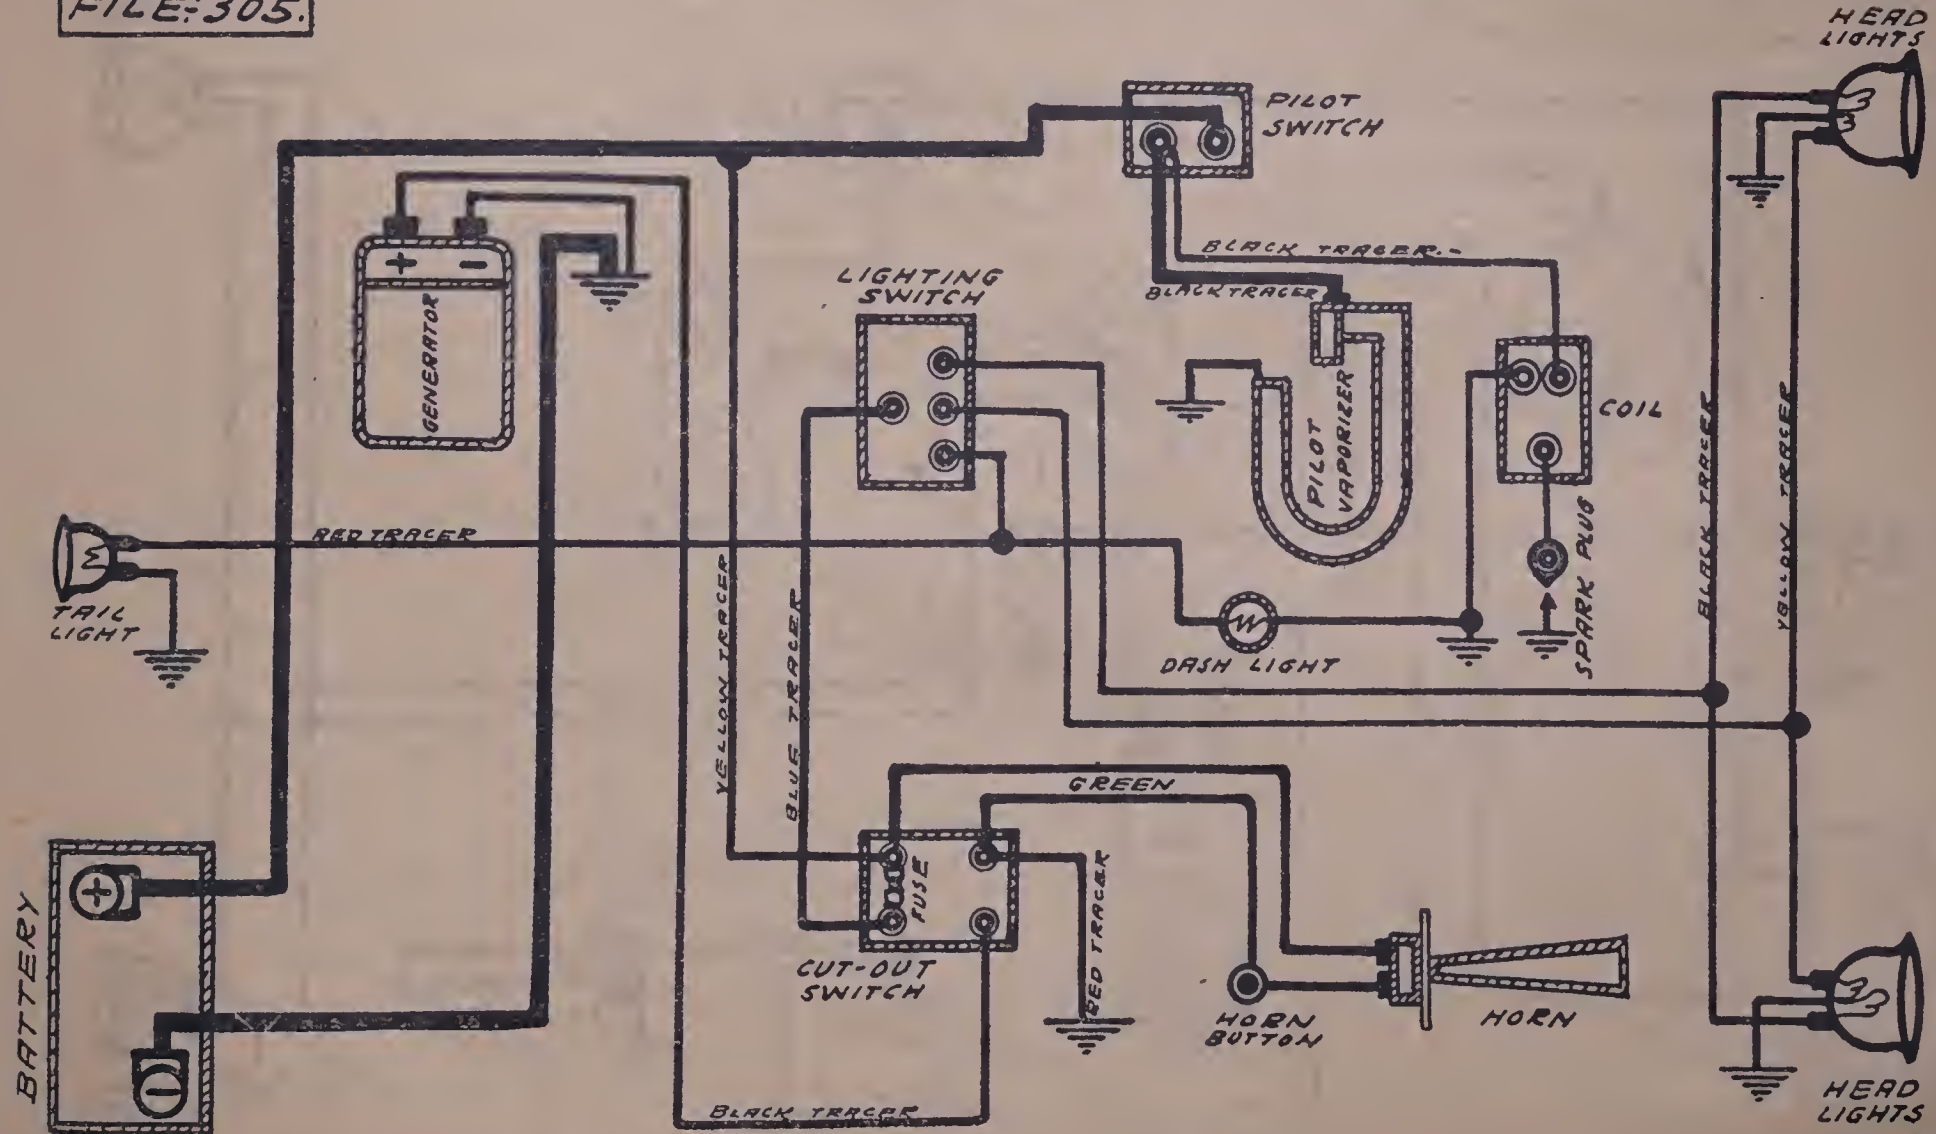 FILE:-305.
HEAD
LIGHTS
PILOT
SWITCH
BLACK TRACER.-
LIGHTING
SWITCH
BLACK TRACER
+ -
GENERATOR
PILOT
VAPORIZER
COIL
BLACK TRACER
YELLOW TRACER
SPARK PLUG
RED TRACER
TAIL
LIGHT
DASH LIGHT
YELLOW TRACER
BLUE TRACER
GREEN
FUSE
RED TRACER
BATTERY
+
-
CUT-OUT
SWITCH
HORN
BUTTON
HORN
BLACK TRACER
HEAD
LIGHTS